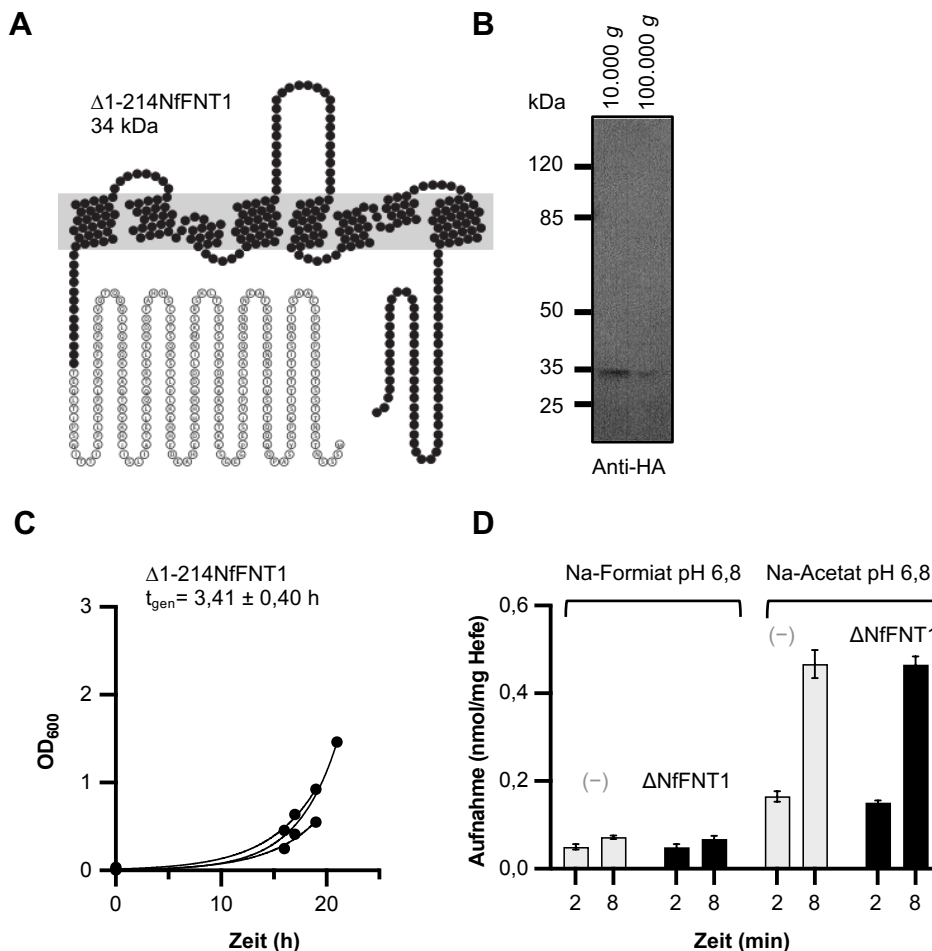 A
Δ1-214NfFNT1
34 kDa
B
10.000 g
100.000 g
kDa
120
85
50
35
25
Anti-HA
C
Δ1-214NfFNT1
tgen= 3,41 ± 0,40 h
3
2
1
0
OD600
0
20
Zeit (h)
D
Na-Formiat pH 6,8
Na-Acetat pH 6,8
0,6
0,4
0,2
0,0
Aufnahme (nmol/mg Hefe)
(−)
ΔNfFNT1
(−)
ΔNfFNT1
2 8 2 8 2 8 2 8
Zeit (min)